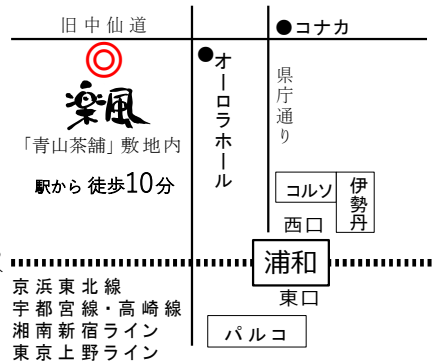 旧中仙道
●コナカ
●オーロラホール
県庁通り
楽風
「青山茶舗」敷地内
駅から 徒歩10分
コルソ
伊勢丹
西口
浦和
東口
パルコ
京浜東北線
宇都宮線・高崎線
湘南新宿ライン
東京上野ライン